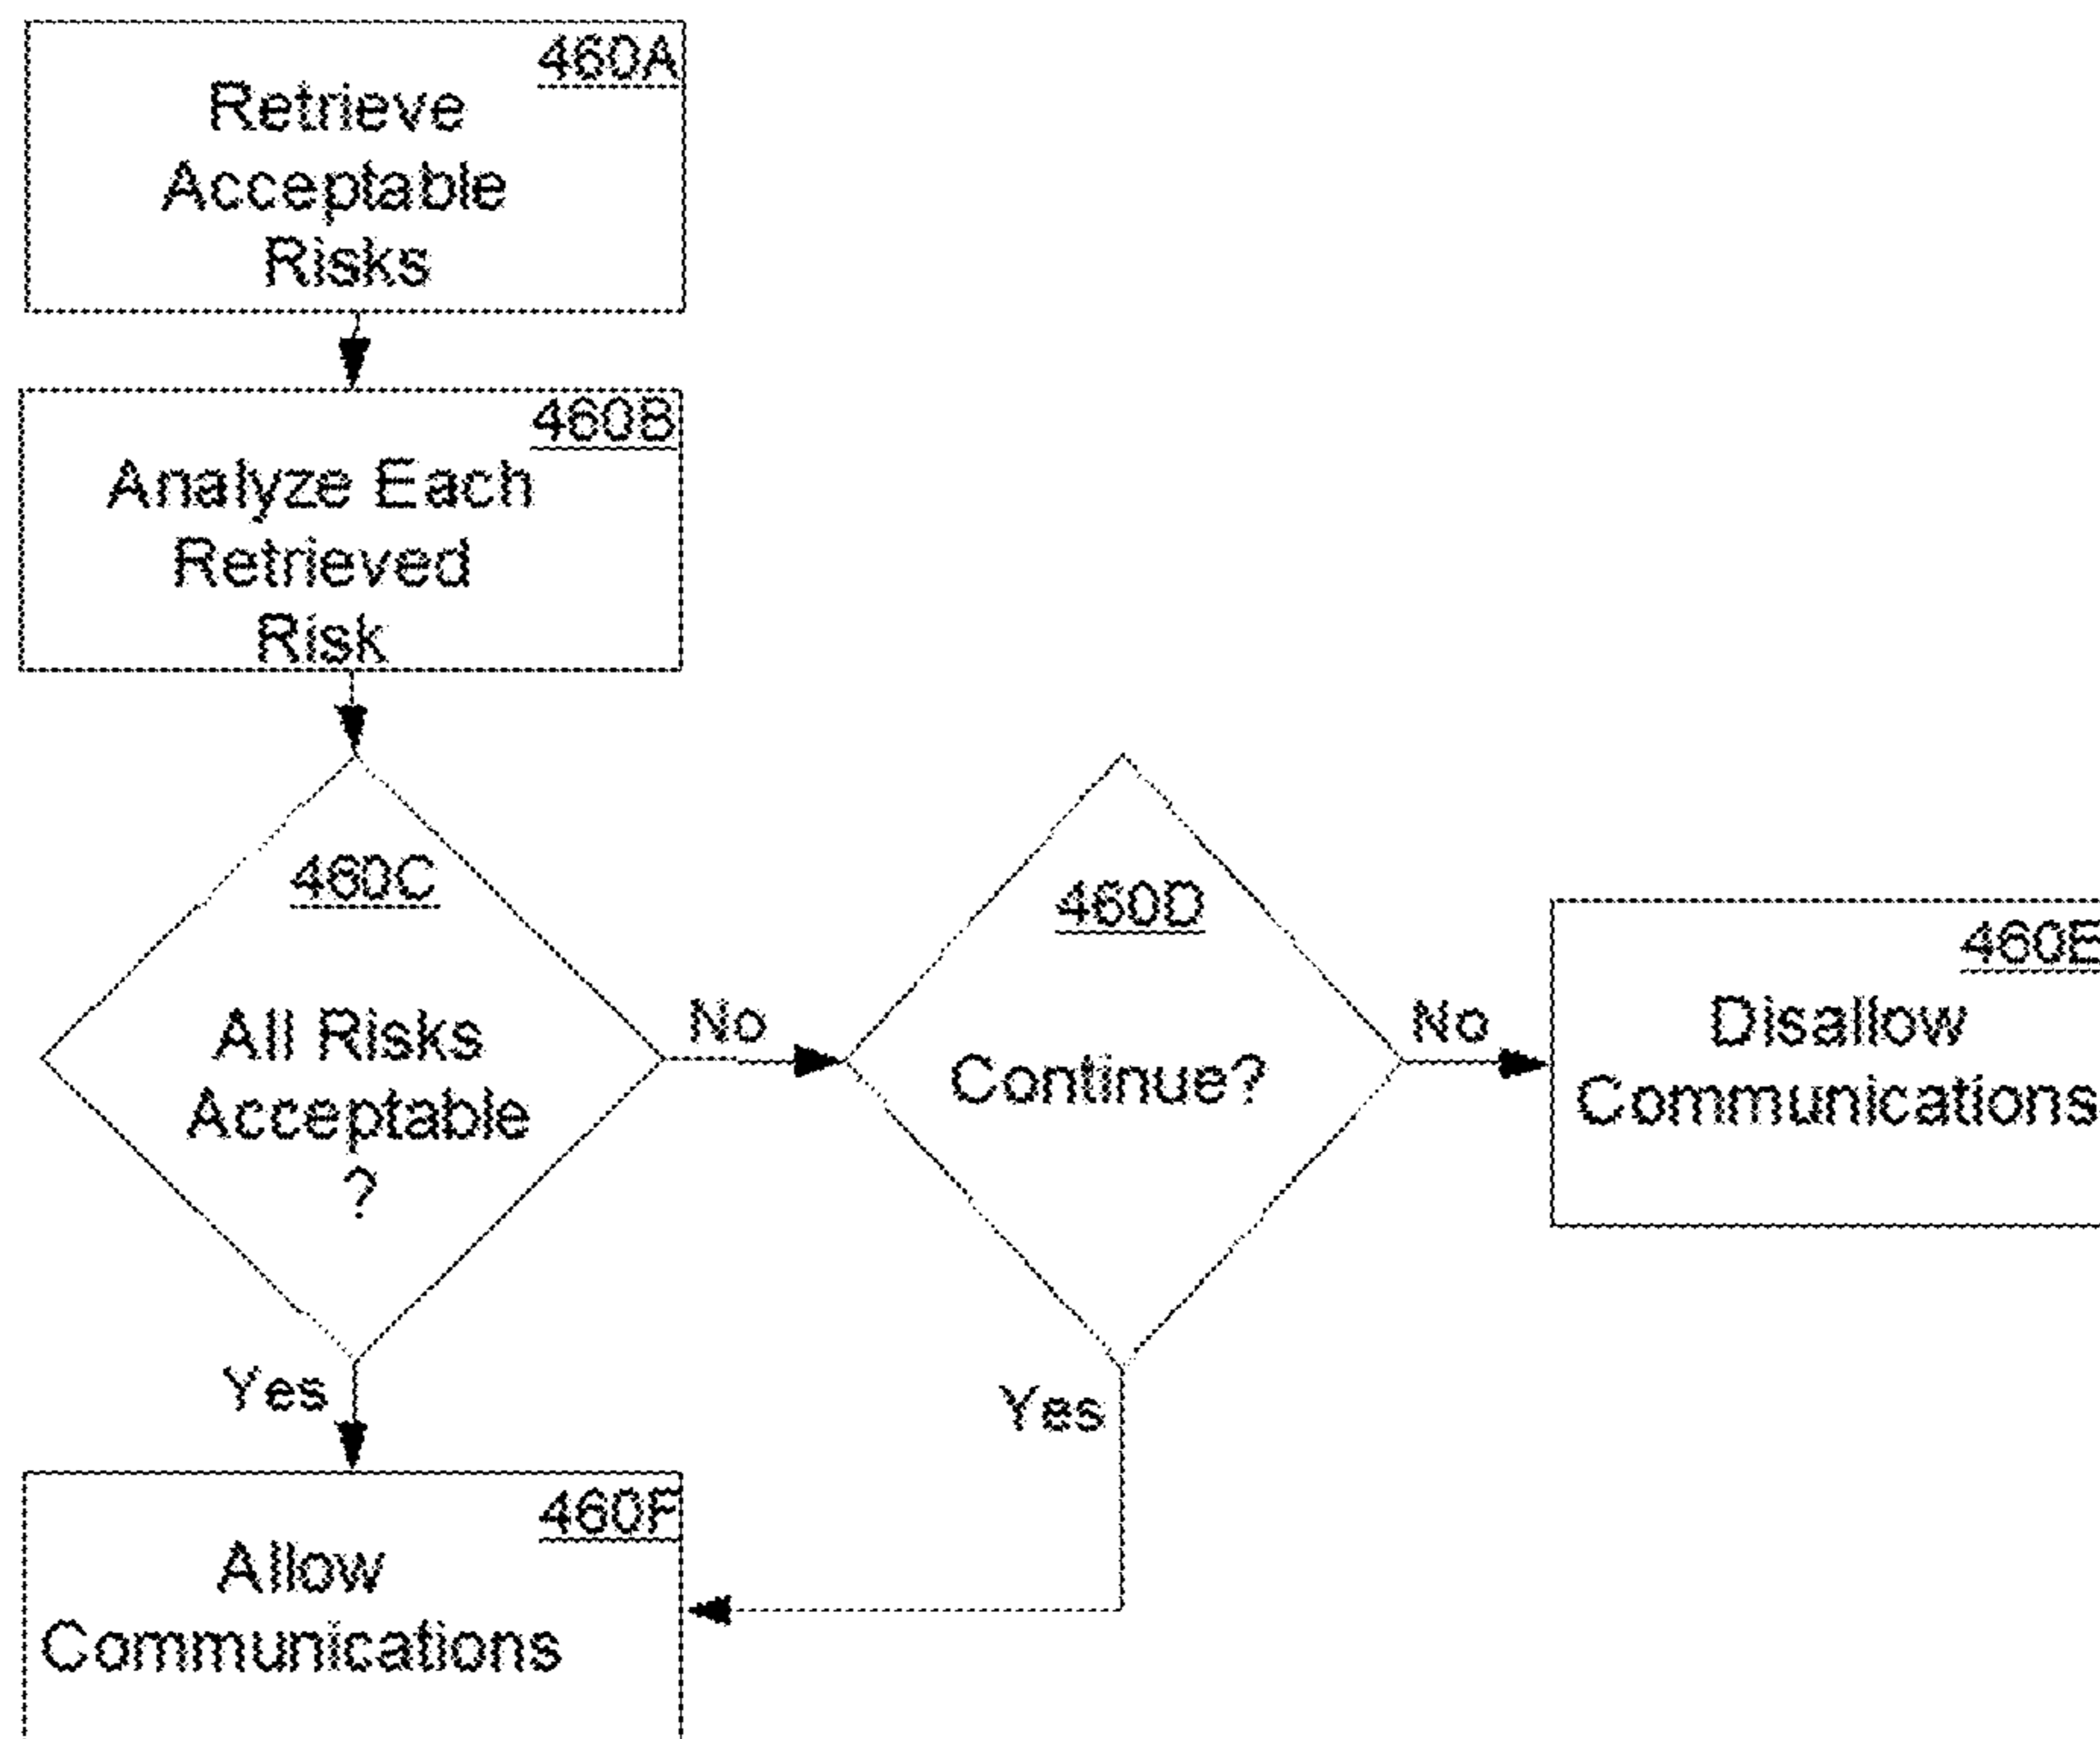 460A
Retrieve
Acceptable
Risks
460B
Analyze Each
Retrieved
Risk
460C
All Risks
Acceptable
?
Yes
No
460D
Continue?
No
Yes
460E
Disallow
Communications
460F
Allow
Communications